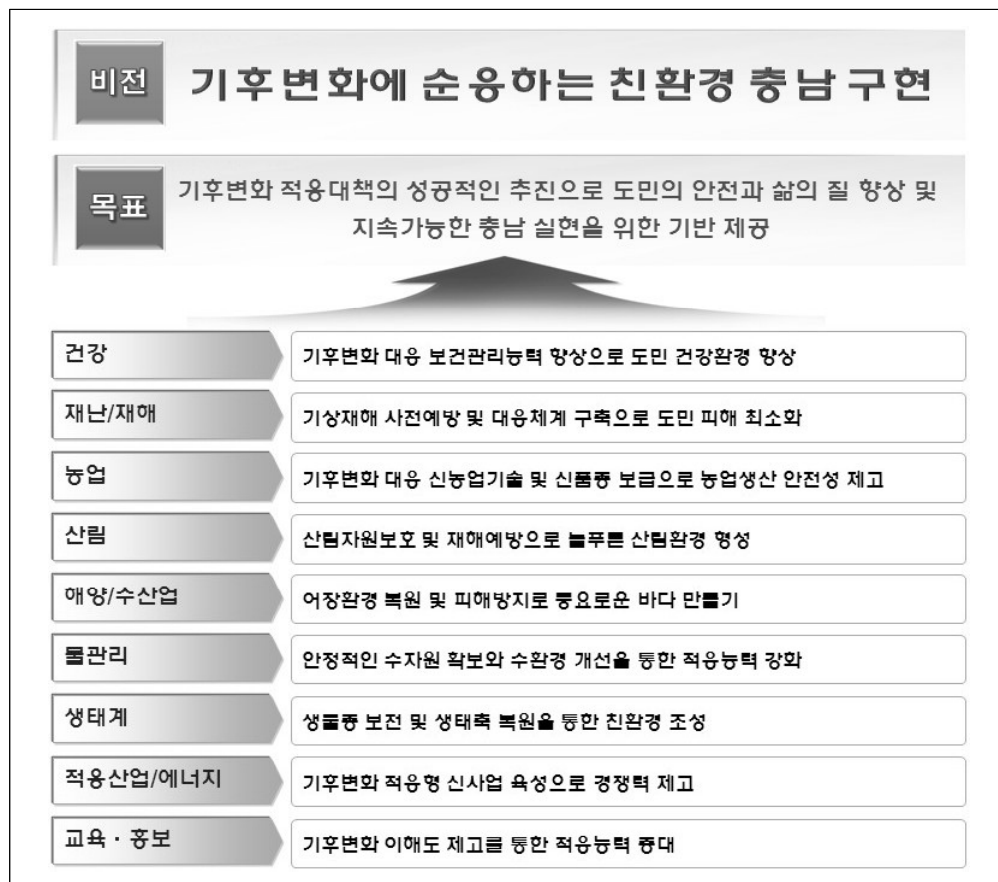 비전
기후변화에 순응하는 친환경 충남 구현
목표
기후변화 적응대책의 성공적인 추진으로 도민의 안전과 삶의 질 향상 및
지속가능한 충남 실현을 위한 기반 제공
건강
기후변화 대응 보건관리능력 향상으로 도민 건강환경 향상
재난/재해
기상재해 사전예방 및 대응체계 구축으로 도민 피해 최소화
농업
기후변화 대응 신농업기술 및 신품종 보급으로 농업생산 안전성 제고
산림
산림자원보호 및 재해예방으로 늘푸른 산림환경 형성
해양/수산업
어장환경 복원 및 피해방지로 풍요로운 바다 만들기
물관리
안정적인 수자원 확보와 수환경 개선을 통한 적응능력 강화
생태계
생물종 보전 및 생태축 복원을 통한 친환경 조성
적응산업/에너지
기후변화 적응형 신사업 육성으로 경쟁력 제고
교육 · 홍보
기후변화 이해도 제고를 통한 적응능력 증대